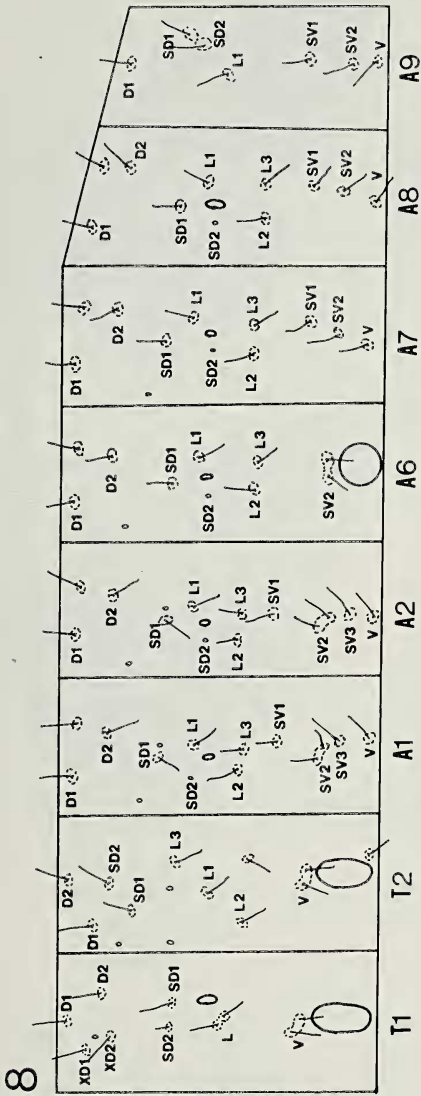 8
XD1 D1
XD2 D2
SD2 SD1
L
V
T1
D1 D2
SD1 SD2
L3
L1
L2
V
T2
D1
D2
SD1
SD2 L1
L2 L3
SV1
SV2
SV3
V
A1
D1
D2
SD1
SD2 L1
L2 L3
SV1
SV2
SV3
V
A2
D1
D2
SD1
SD2 L1
L2 L3
SV2
A6
D1
D2
SD1
SD2 L1
L2 L3
SV1
SV2
V
A7
D1
D2
SD1
SD2 L1
L2 L3
SV1
SV2
V
A8
D1
SD1
SD2
L1
SV1
SV2
V
A9